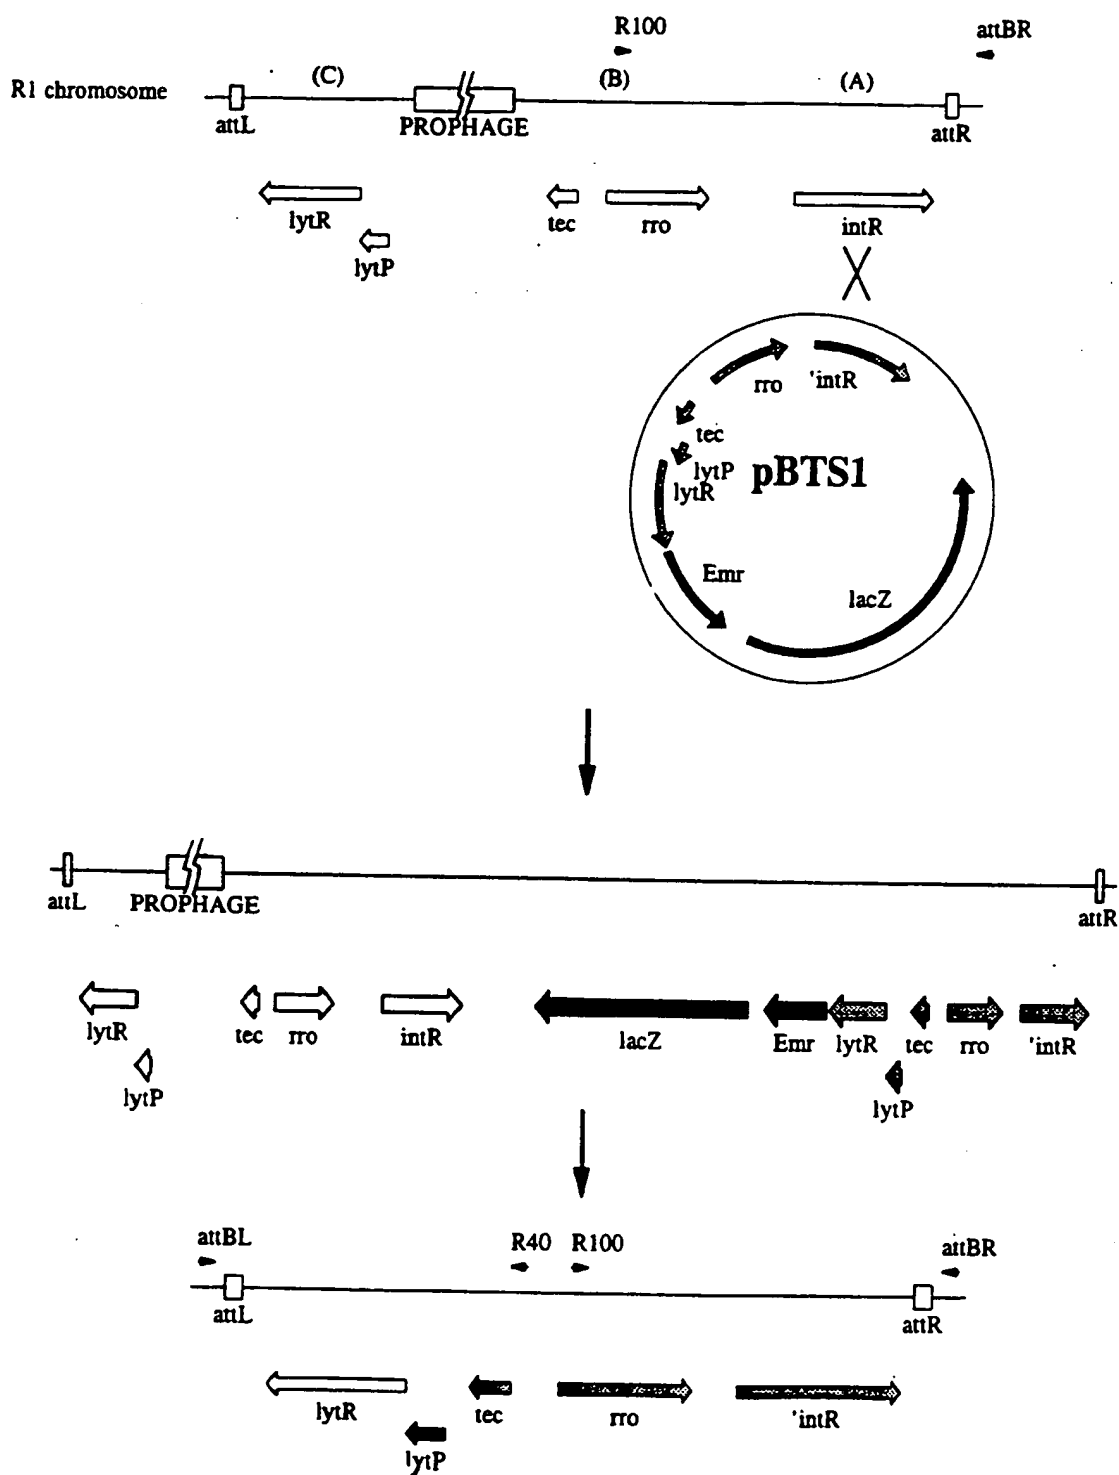 R100
attBR
R1 chromosome
(C)
(B)
(A)
attL
PROPHAGE
attR
lytR
lytP
tec
rro
intR
rro
'intR
tec
lytP
lytR
pBTS1
Emr
lacZ
attL
PROPHAGE
attR
lytR
lytP
tec
rro
intR
lacZ
Emr
lytR
tec
rro
'intR
lytP
attBL
R40
R100
attBR
attL
attR
lytR
lytP
tec
rro
'intR